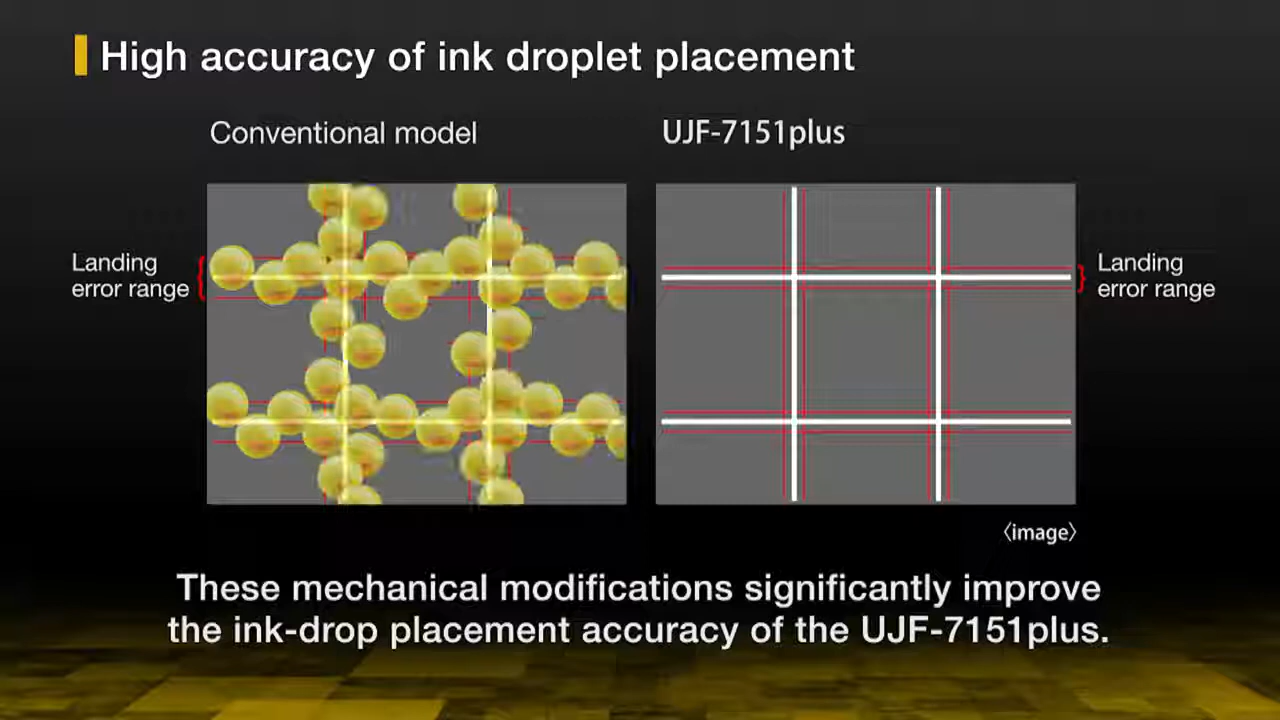 High accuracy of ink droplet placement
Conventional model
UJF-7151plus
Landing
error range
Landing
error range
〈image〉
These mechanical modifications significantly improve
the ink-drop placement accuracy of the UJF-7151plus.